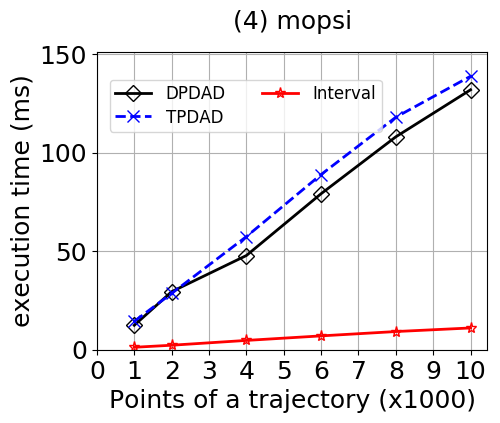 (4) mopsi
150
100
50
0
execution time (ms)
DPDAD
TPDAD
Interval
0 1 2 3 4 5 6 7 8 9 10
Points of a trajectory (x1000)